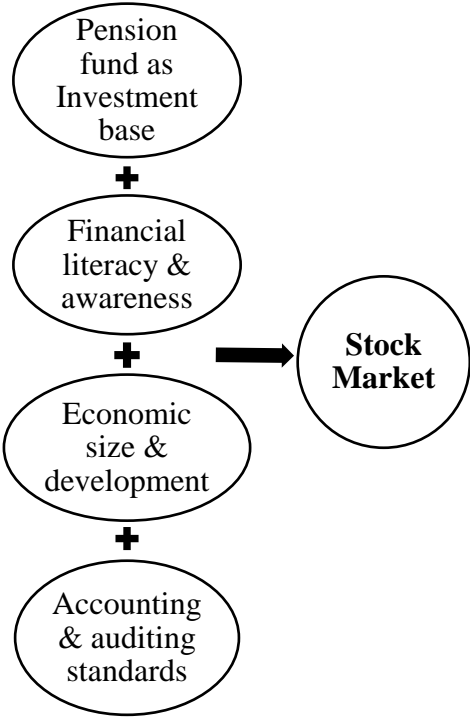 Pension
fund as
Investment
base
+
Financial
literacy &
awareness
+
Economic
size &
development
+
Accounting
& auditing
standards
Stock
Market